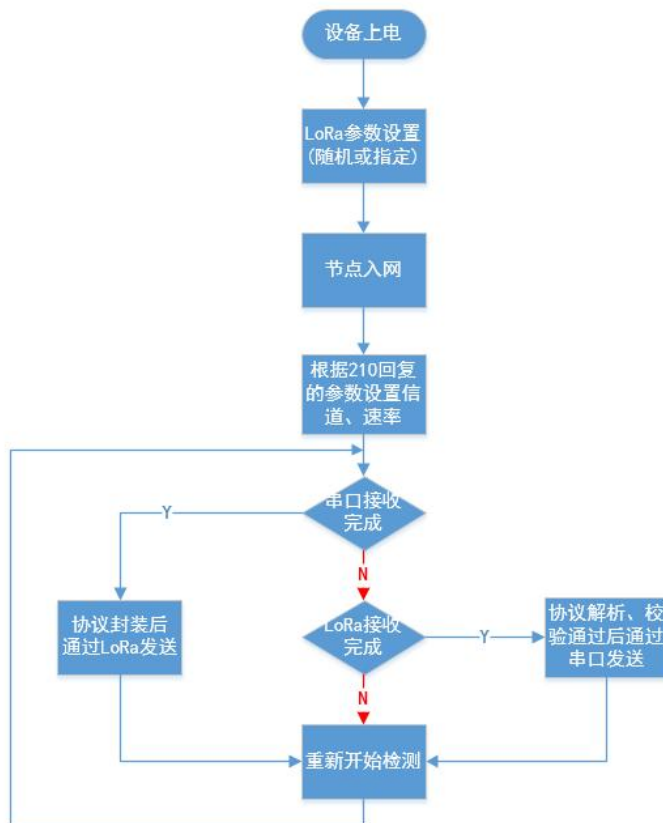 设备上电
LoRa参数设置
(随机或指定)
节点入网
根据210回复
的参数设置信
道、速率
串口接收
完成
Y
N
协议封装后
通过LoRa发送
LoRa接收
完成
Y
协议解析、校
验通过后通过
串口发送
N
重新开始检测